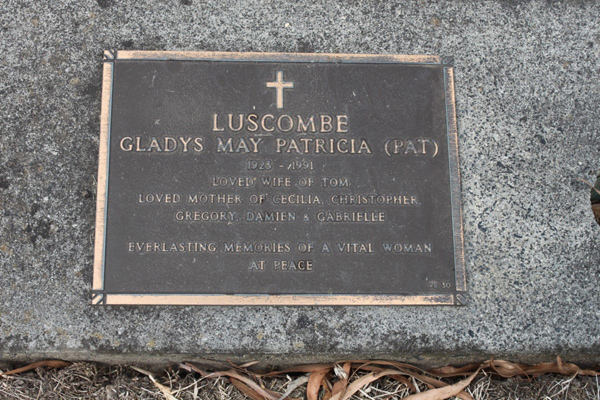 LUSCOMBE
GLADYS MAY PATRICIA (PAT)
1923 - 1991
LOVED WIFE OF TOM
LOVED MOTHER OF CECILIA, CHRISTOPHER,
GREGORY, DAMIEN & GABRIELLE
EVERLASTING MEMORIES OF A VITAL WOMAN
AT PEACE